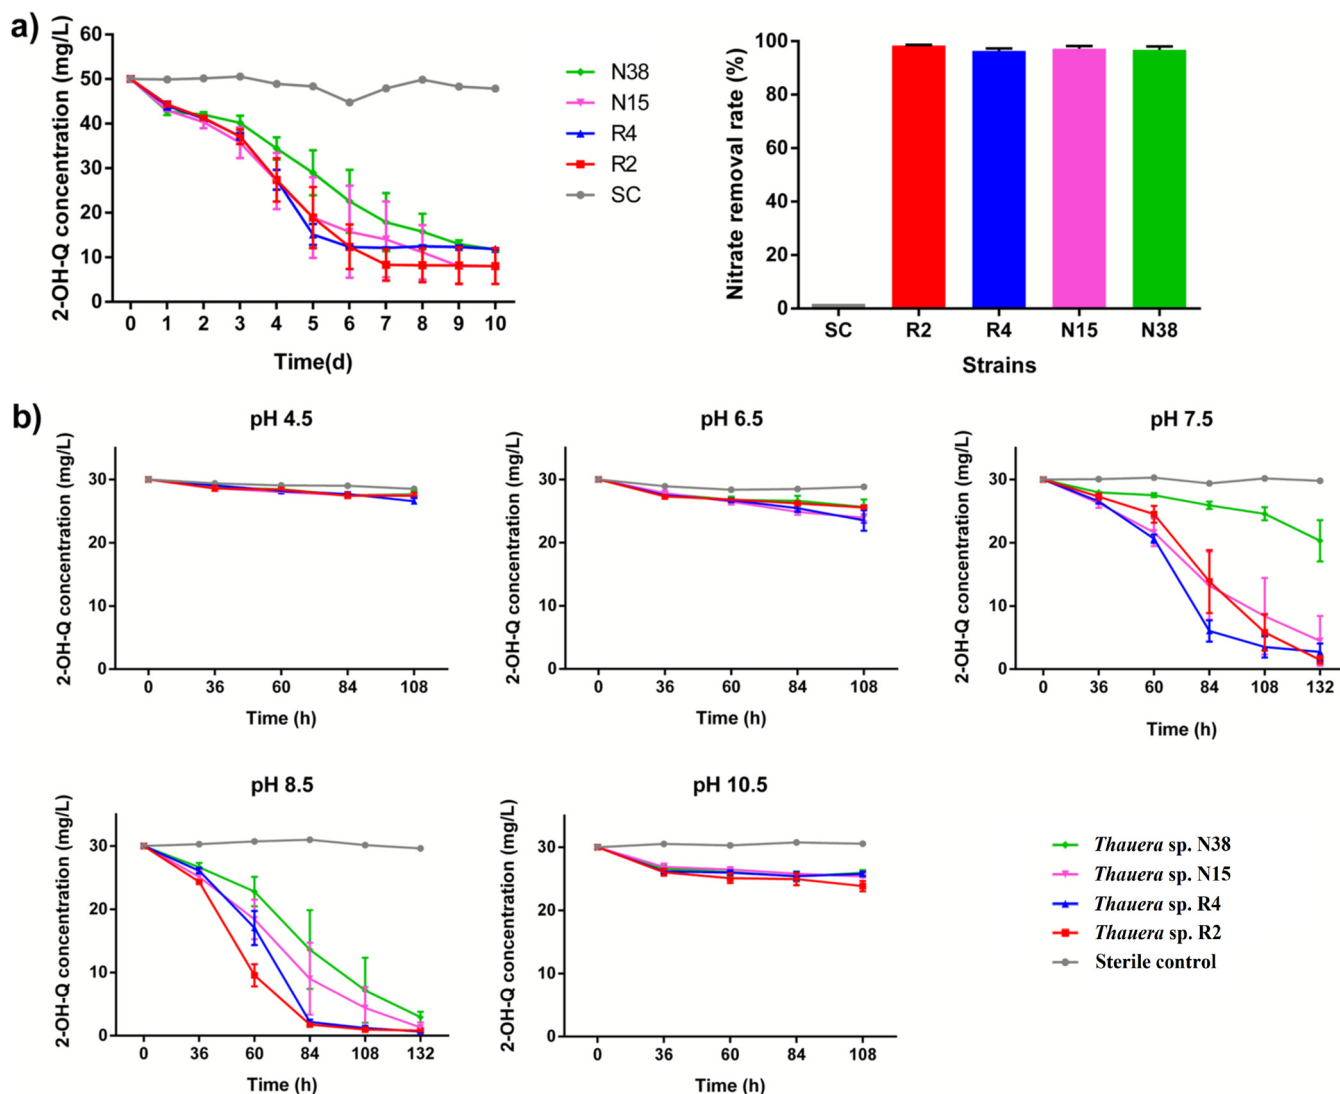 a)
2-OH-Q concentration (mg/L)
60
50
40
30
20
10
0
0 1 2 3 4 5 6 7 8 9 10
Time(d)
N38
N15
R4
R2
SC
Nitrate removal rate (%)
100
80
60
40
20
0
SC R2 R4 N15 N38
Strains
b)
pH 4.5
2-OH-Q concentration (mg/L)
30
20
10
0
0 36 60 84 108
Time (h)
pH 6.5
2-OH-Q concentration (mg/L)
30
20
10
0
0 36 60 84 108
Time (h)
pH 7.5
2-OH-Q concentration (mg/L)
30
20
10
0
0 36 60 84 108 132
Time (h)
pH 8.5
2-OH-Q concentration (mg/L)
30
20
10
0
0 36 60 84 108 132
Time (h)
pH 10.5
2-OH-Q concentration (mg/L)
30
20
10
0
0 36 60 84 108
Time (h)
Thauera sp. N38
Thauera sp. N15
Thauera sp. R4
Thauera sp. R2
Sterile control